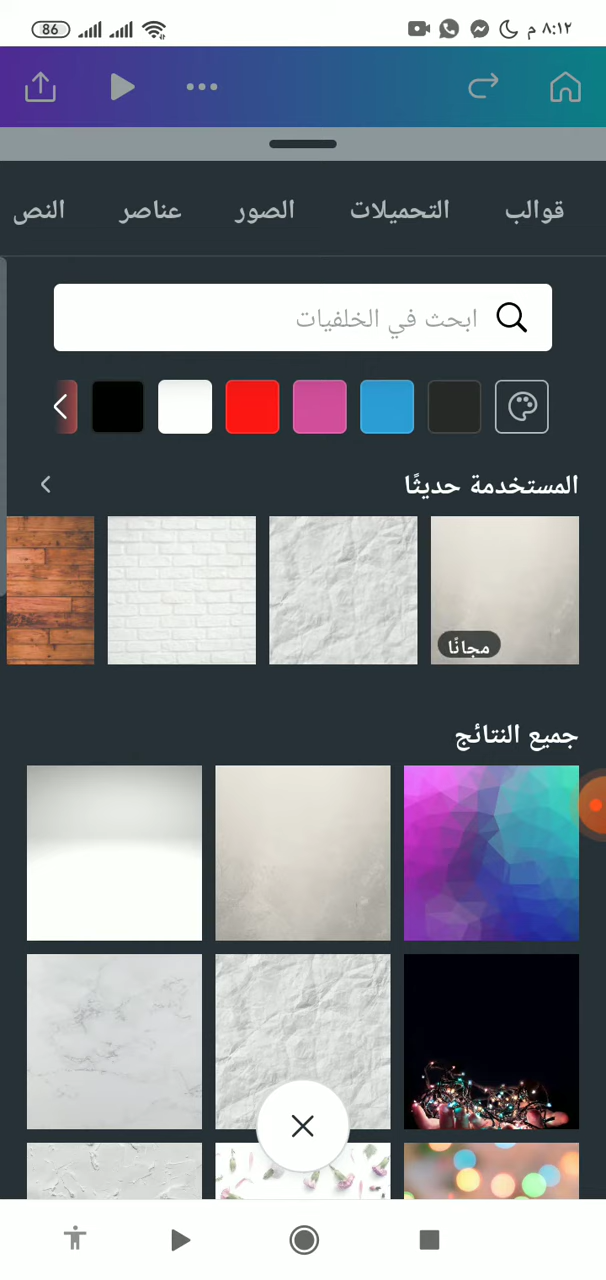 ٨:١٢ م
86
قوالب
التحميلات
الصور
عناصر
النص
ابحث في الخلفيات
المستخدمة حديثًا
مجانًا
جميع النتائج